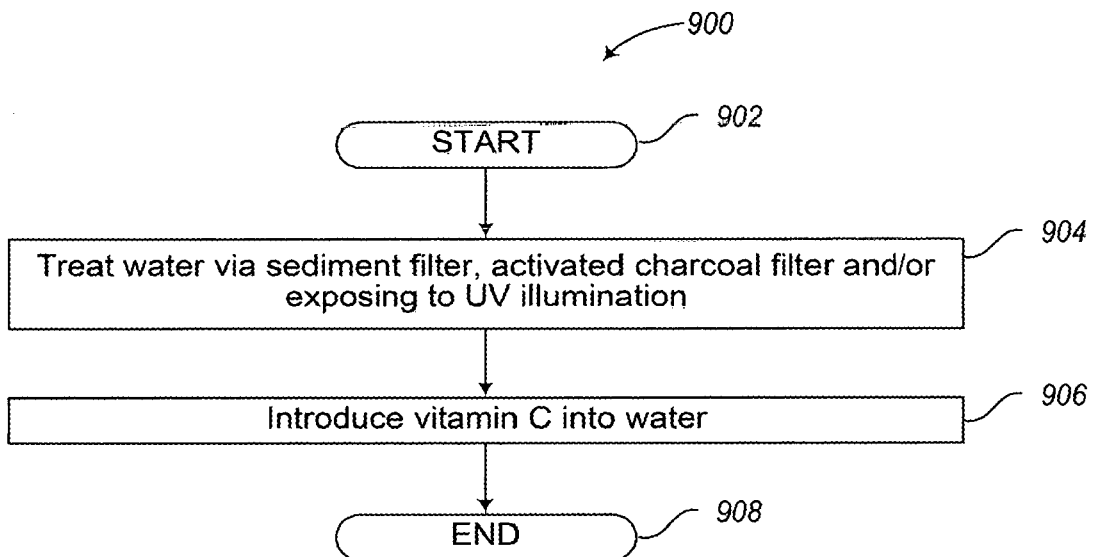 900
START
902
Treat water via sediment filter, activated charcoal filter and/or
exposing to UV illumination
904
Introduce vitamin C into water
906
END
908